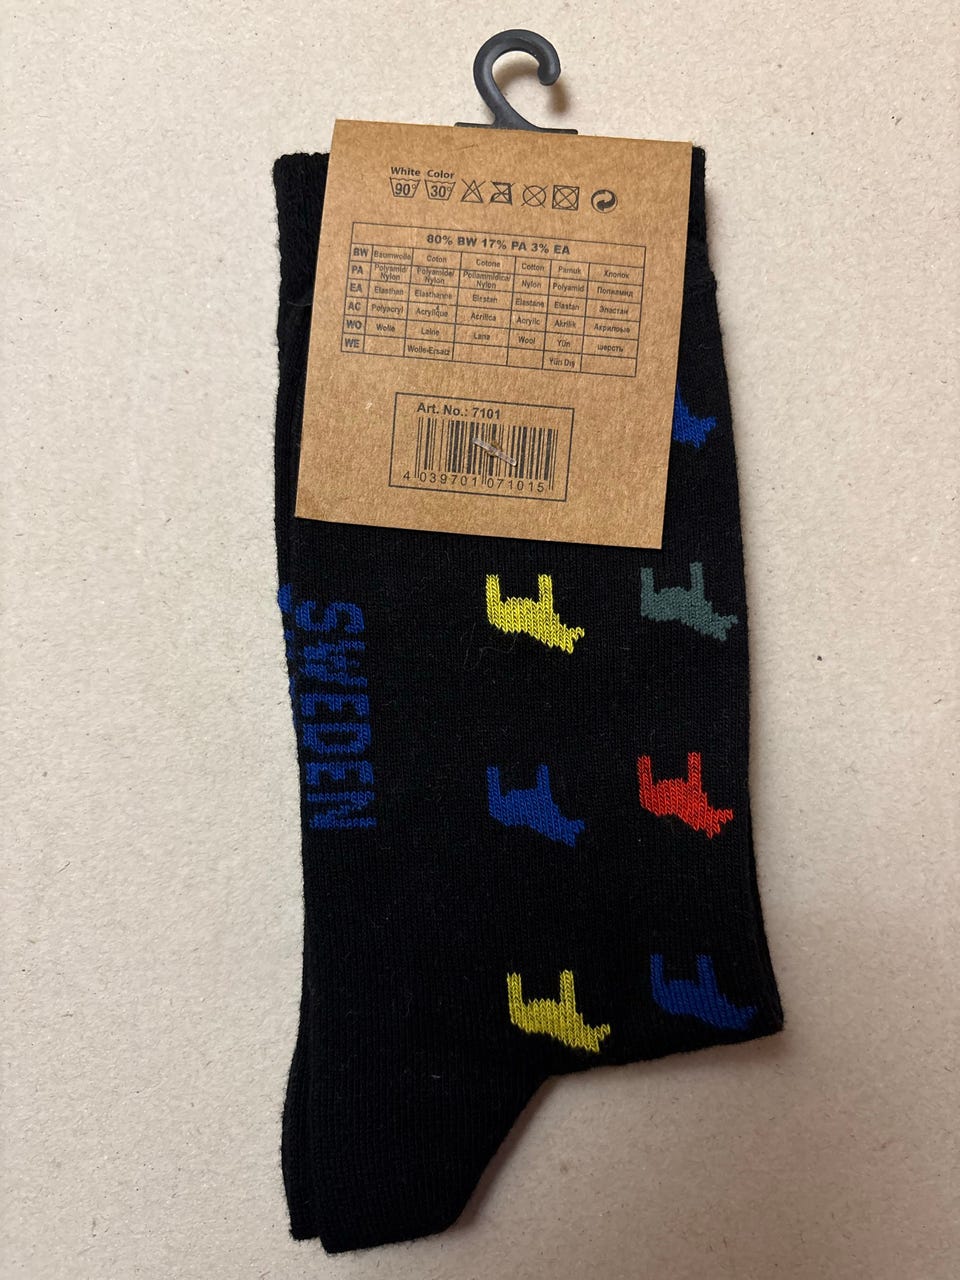 White Color
90° 30°
80% BW 17% PA 3% EA
BW Baumwolle Coton Cotone Cotton Pamuk Хлопок
PA Polyamid/Nylon Polyamide/Nylon Poliammidica/Nylon Nylon Polyamid Полиамид
EA Elasthan Elasthanne Elastan Elastane Elastan Эластан
AC Polyacryl Acrylique Acrilica Acrylic Akrilik Акриловые
WO Wolle Laine Lana Wool Yün шерсть
WE Wolle-Ersatz Yün Dış
Art. No.: 7101
4 039701 071015
SWEDEN